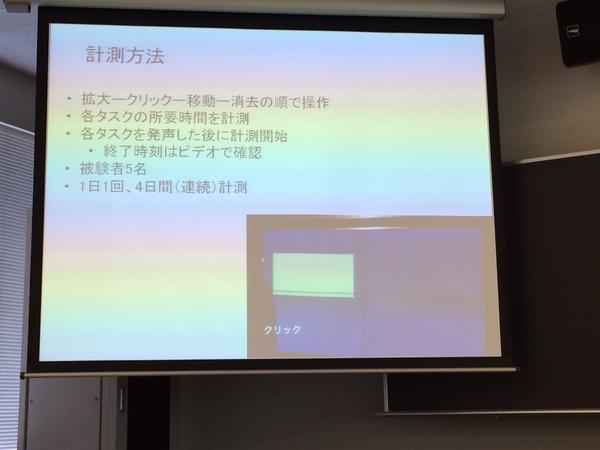 計測方法
• 拡大ークリックー移動ー消去の順で操作
• 各タスクの所要時間を計測
• 各タスクを発声した後に計測開始
• 終了時刻はビデオで確認
• 被験者5名
• 1日1回、4日間(連続)計測
クリック